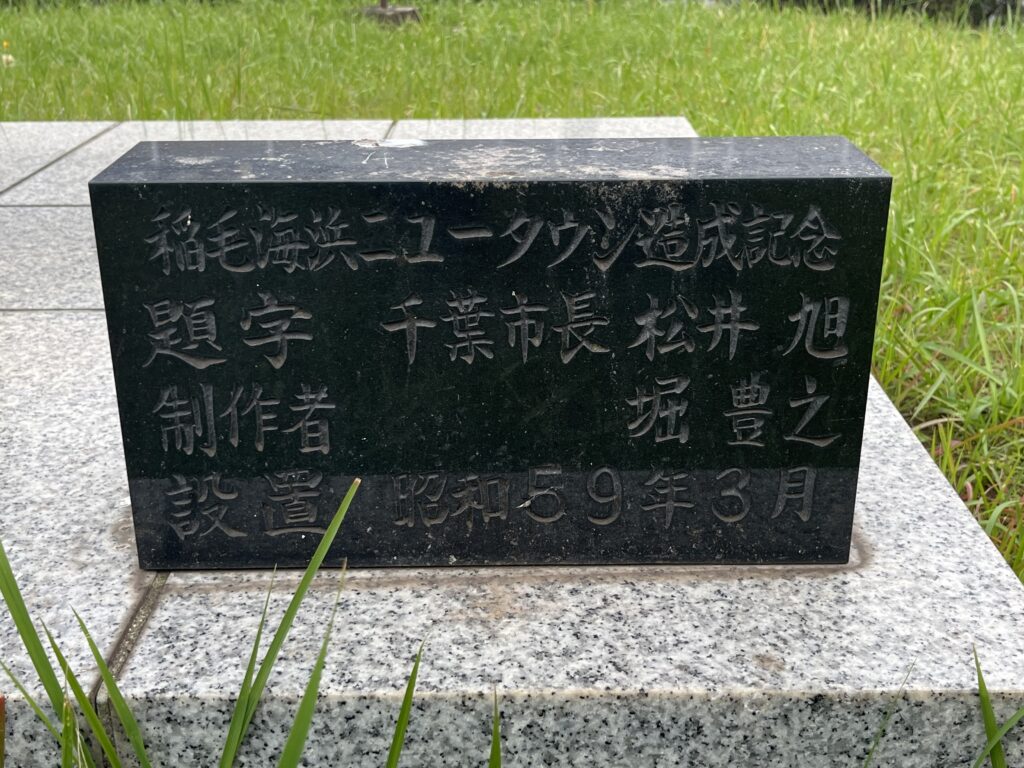 稲毛海浜ニュータウン造成記念
題字 千葉市長 松井 旭
制作者 堀 豊之
設置 昭和59年3月